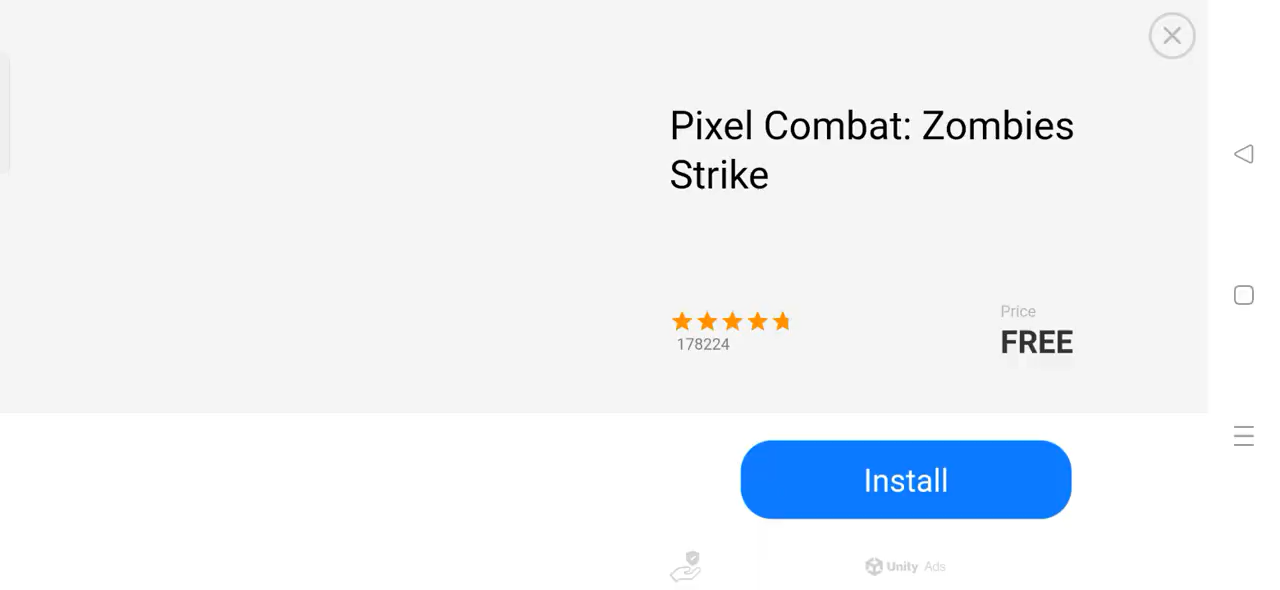 Pixel Combat: Zombies
Strike
178224
Price
FREE
Install
Unity Ads